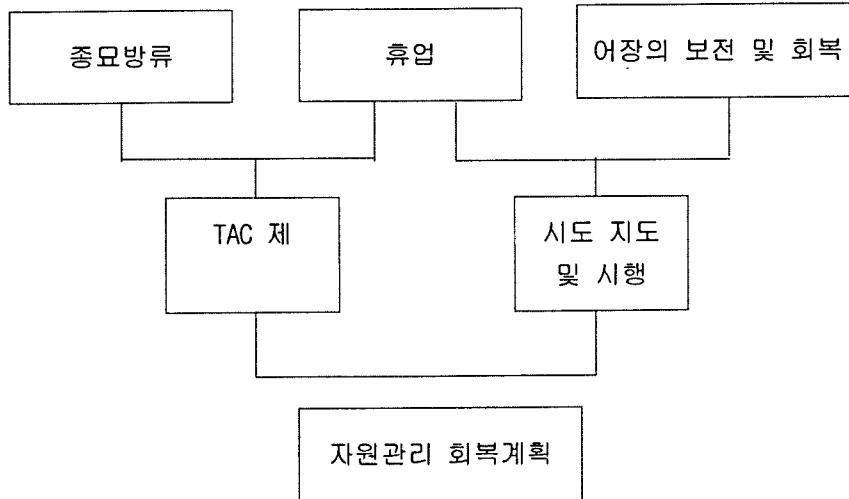 종묘방류
휴업
어장의 보전 및 회복
TAC 제
시도 지도
및 시행
자원관리 회복계획